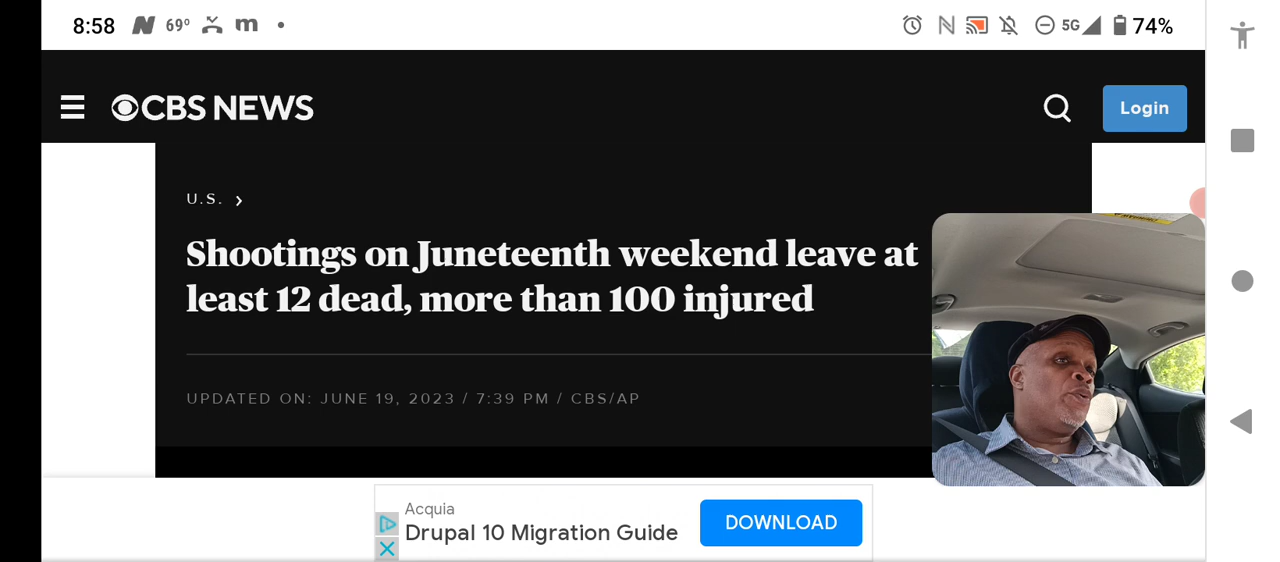 8:58 69° m 5G 74%
CBS NEWS
Login
U.S.
Shootings on Juneteenth weekend leave at
least 12 dead, more than 100 injured
UPDATED ON: JUNE 19, 2023 / 7:39 PM / CBS/AP
Acquia
Drupal 10 Migration Guide
DOWNLOAD